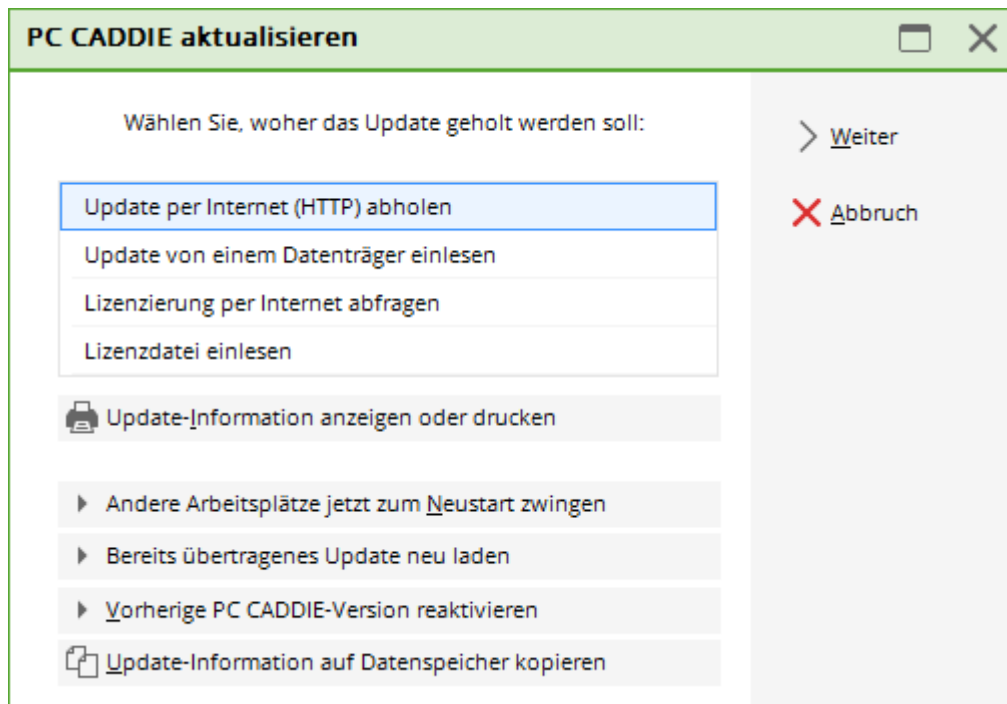 PC CADDIE aktualisieren
Wählen Sie, woher das Update geholt werden soll:
Update per Internet (HTTP) abholen
Update von einem Datenträger einlesen
Lizenzierung per Internet abfragen
Lizenzdatei einlesen
Update-Information anzeigen oder drucken
Andere Arbeitsplätze jetzt zum Neustart zwingen
Bereits übertragenes Update neu laden
Vorherige PC CADDIE-Version reaktivieren
Update-Information auf Datenspeicher kopieren
Weiter
Abbruch